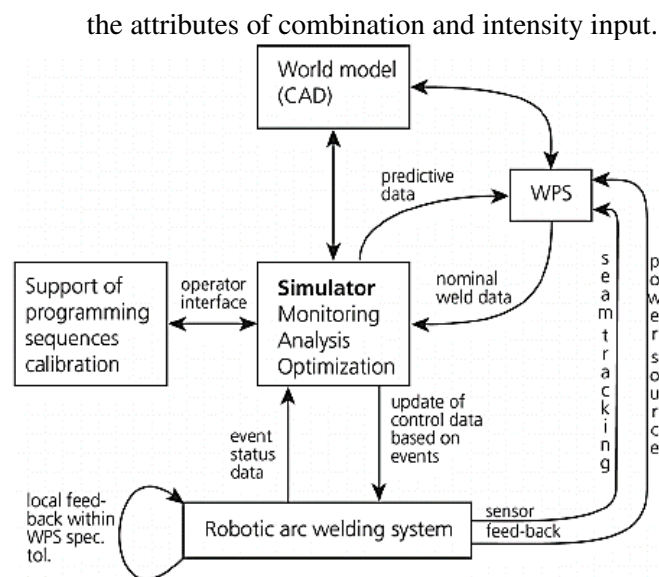 the attributes of combination and intensity input.
World model
(CAD)
predictive
data
WPS
Support of
programming
sequences
calibration
operator
interface
Simulator
Monitoring
Analysis
Optimization
nominal
weld data
seam tracking
power source
event
status
data
update of
control data
based on
events
local feed-
back within
WPS spec.
tol.
Robotic arc welding system
sensor
feed-back